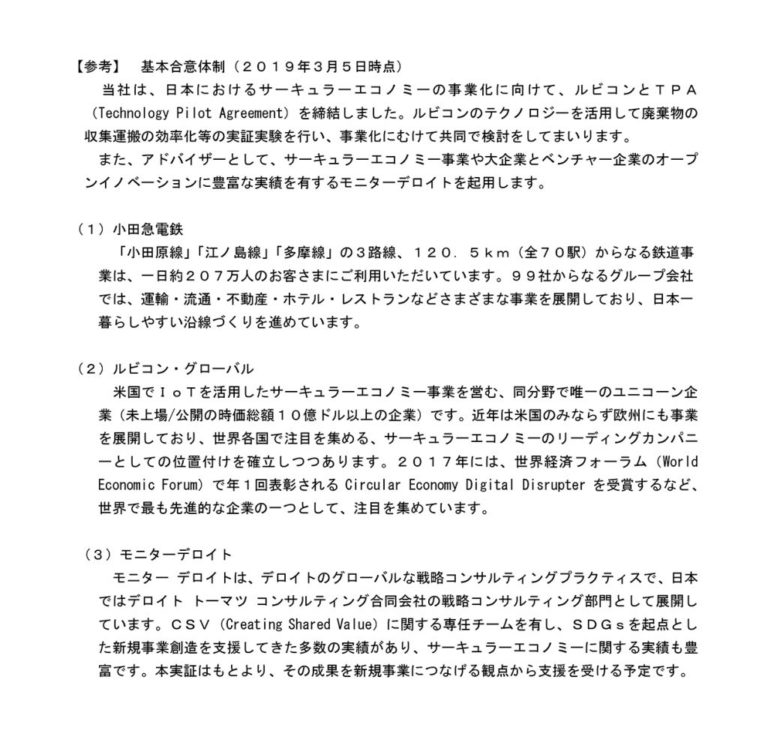 【参考】 基本合意体制（２０１９年３月５日時点）
当社は、日本におけるサーキュラーエコノミーの事業化に向けて、ルビコンとＴＰＡ
（Technology Pilot Agreement）を締結しました。ルビコンのテクノロジーを活用して廃棄物の
収集運搬の効率化等の実証実験を行い、事業化にむけて共同で検討をしてまいります。
また、アドバイザーとして、サーキュラーエコノミー事業や大企業とベンチャー企業のオープ
ンイノベーションに豊富な実績を有するモニターデロイトを起用します。
（１）小田急電鉄
「小田原線」「江ノ島線」「多摩線」の３路線、１２０．５ｋｍ（全７０駅）からなる鉄道事
業は、一日約２０７万人のお客さまにご利用いただいています。９９社からなるグループ会社
では、運輸・流通・不動産・ホテル・レストランなどさまざまな事業を展開しており、日本一
暮らしやすい沿線づくりを進めています。
（２）ルビコン・グローバル
米国でＩｏＴを活用したサーキュラーエコノミー事業を営む、同分野で唯一のユニコーン企
業（未上場/公開の時価総額１０億ドル以上の企業）です。近年は米国のみならず欧州にも事業
を展開しており、世界各国で注目を集める、サーキュラーエコノミーのリーディングカンパニ
ーとしての位置付けを確立しつつあります。２０１７年には、世界経済フォーラム（World
Economic Forum）で年１回表彰される Circular Economy Digital Disrupter を受賞するなど、
世界で最も先進的な企業の一つとして、注目を集めています。
（３）モニターデロイト
モニター デロイトは、デロイトのグローバルな戦略コンサルティングプラクティスで、日本
ではデロイト トーマツ コンサルティング合同会社の戦略コンサルティング部門として展開し
ています。ＣＳＶ（Creating Shared Value）に関する専任チームを有し、ＳＤＧｓを起点とし
た新規事業創造を支援してきた多数の実績があり、サーキュラーエコノミーに関する実績も豊
富です。本実証はもとより、その成果を新規事業につなげる観点から支援を受ける予定です。